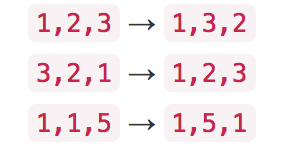 1,2,3 → 1,3,2
3,2,1 → 1,2,3
1,1,5 → 1,5,1